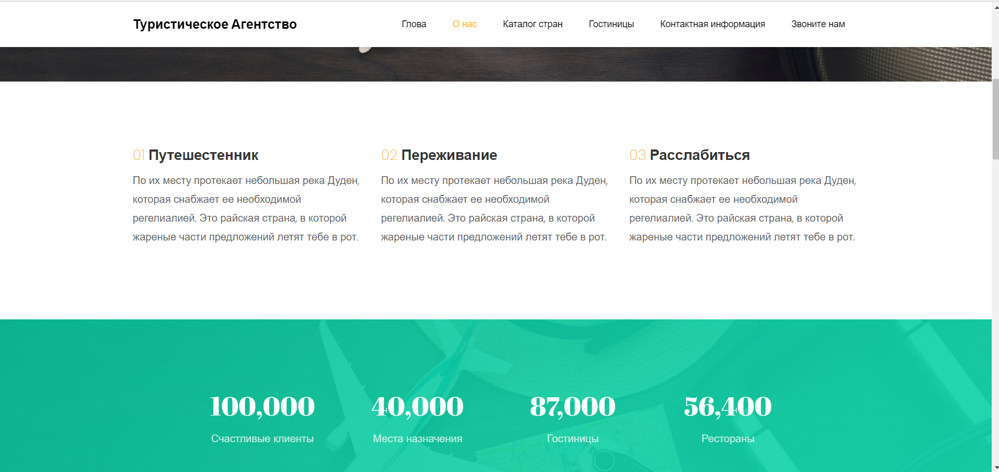 Туристическое Агентство
Глова О нас Каталог стран Гостиницы Контактная информация Звоните нам
01 Путешестенник
По их месту протекает небольшая река Дуден,
которая снабжает ее необходимой
регелиалией. Это райская страна, в которой
жареные части предложений летят тебе в рот.
02 Переживание
По их месту протекает небольшая река Дуден,
которая снабжает ее необходимой
регелиалией. Это райская страна, в которой
жареные части предложений летят тебе в рот.
03 Расслабиться
По их месту протекает небольшая река Дуден,
которая снабжает ее необходимой
регелиалией. Это райская страна, в которой
жареные части предложений летят тебе в рот.
100,000
Счастливые клиенты
40,000
Места назначения
87,000
Гостиницы
56,400
Рестораны